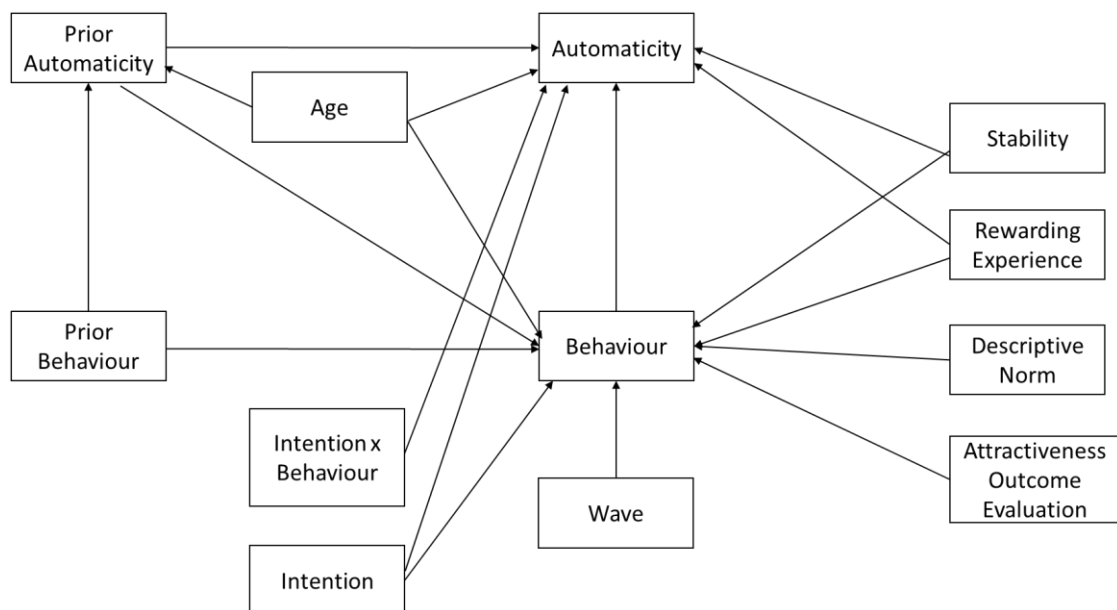 Prior
Automaticity
Automaticity
Age
Stability
Rewarding
Experience
Prior
Behaviour
Behaviour
Descriptive
Norm
Intention x
Behaviour
Attractiveness
Outcome
Evaluation
Wave
Intention